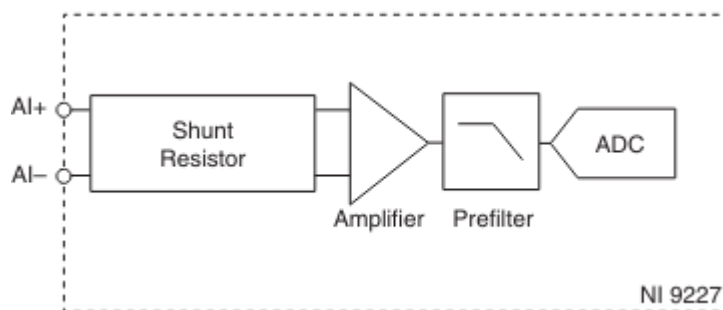 AI+
AI–
Shunt
Resistor
Amplifier
Prefilter
ADC
NI 9227